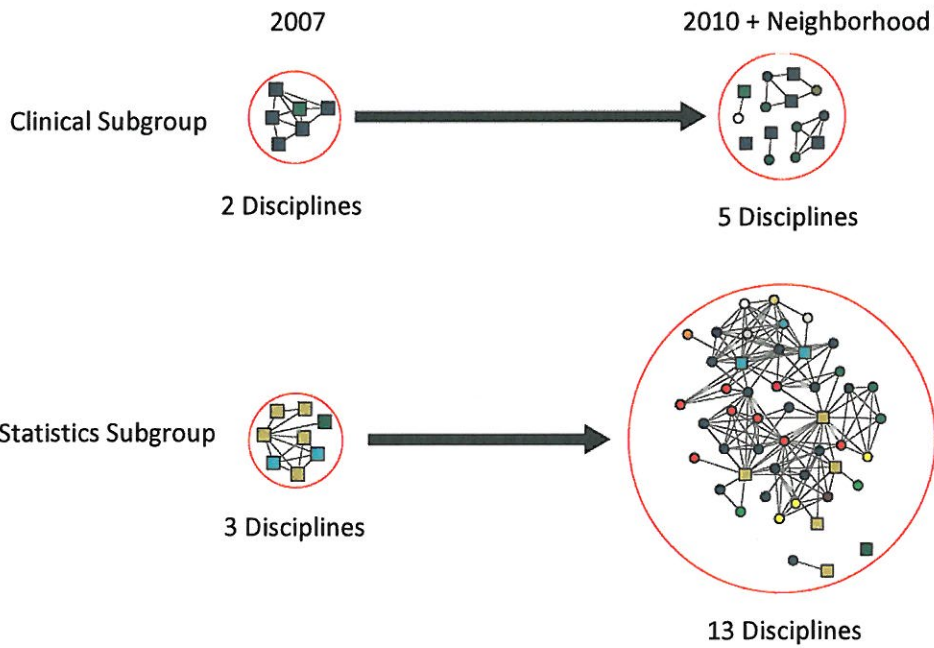 2007
2010 + Neighborhood
Clinical Subgroup
2 Disciplines
5 Disciplines
Statistics Subgroup
3 Disciplines
13 Disciplines